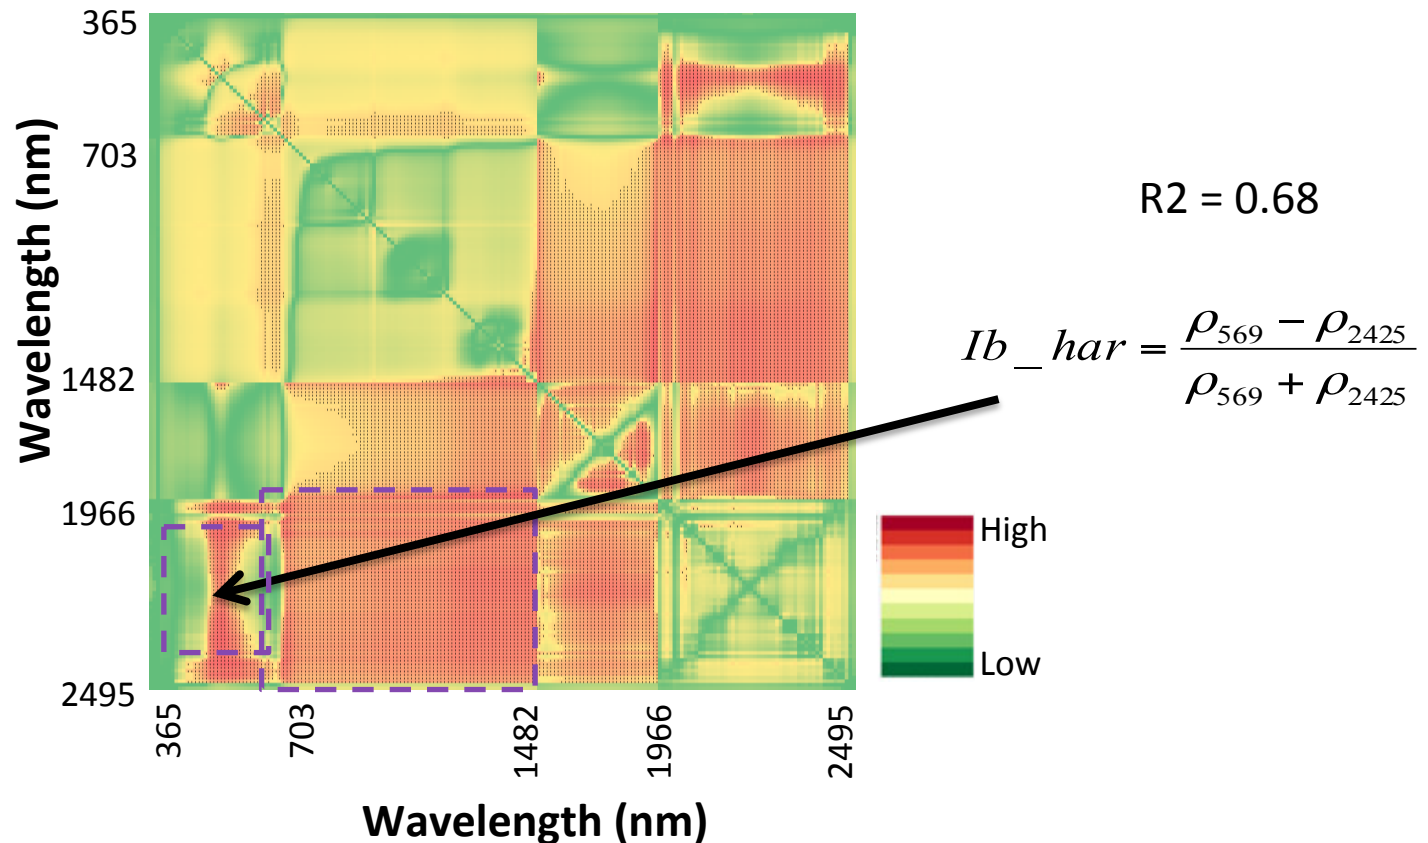 365
703
1482
1966
2495
Wavelength (nm)
365
703
1482
1966
2495
Wavelength (nm)
R2 = 0.68
Ib_har = (ρ569 − ρ2425) / (ρ569 + ρ2425)
High
Low